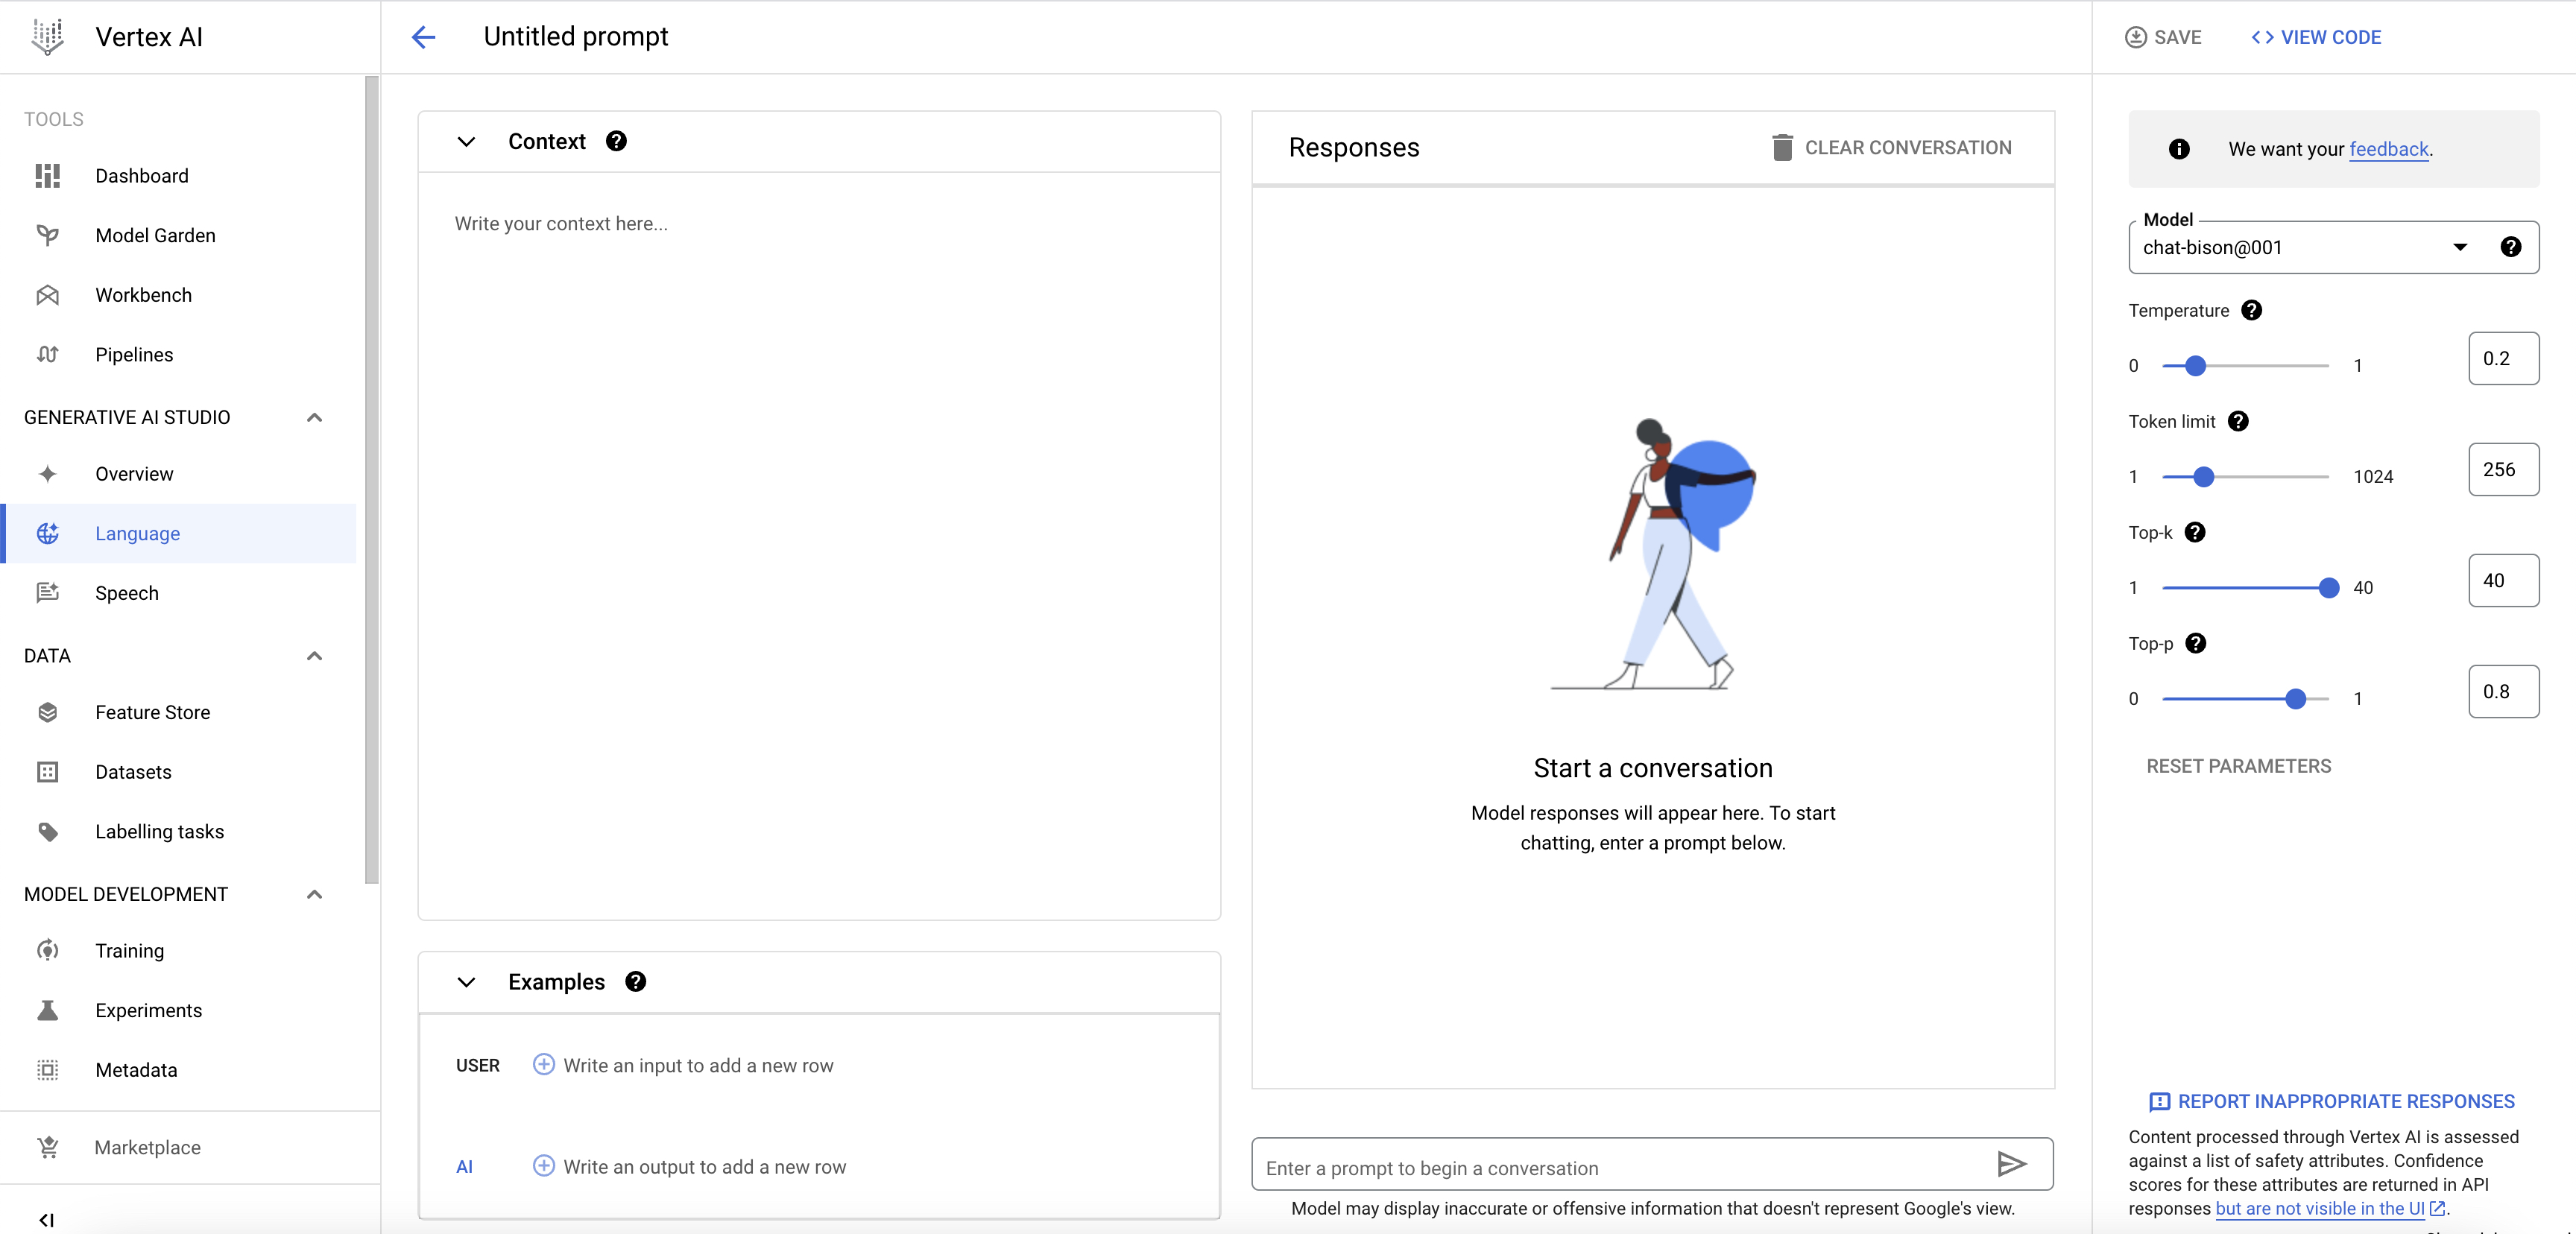 Vertex AI
TOOLS
Dashboard
Model Garden
Workbench
Pipelines
GENERATIVE AI STUDIO
Overview
Language
Speech
DATA
Feature Store
Datasets
Labelling tasks
MODEL DEVELOPMENT
Training
Experiments
Metadata
Marketplace
Untitled prompt
SAVE
VIEW CODE
Context
Write your context here...
Examples
USER
Write an input to add a new row
AI
Write an output to add a new row
Responses
CLEAR CONVERSATION
Start a conversation
Model responses will appear here. To start
chatting, enter a prompt below.
Enter a prompt to begin a conversation
Model may display inaccurate or offensive information that doesn't represent Google's view.
We want your feedback.
Model
chat-bison@001
Temperature
0 1 0.2
Token limit
1 1024 256
Top-k
1 40 40
Top-p
0 1 0.8
RESET PARAMETERS
REPORT INAPPROPRIATE RESPONSES
Content processed through Vertex AI is assessed
against a list of safety attributes. Confidence
scores for these attributes are returned in API
responses but are not visible in the UI.